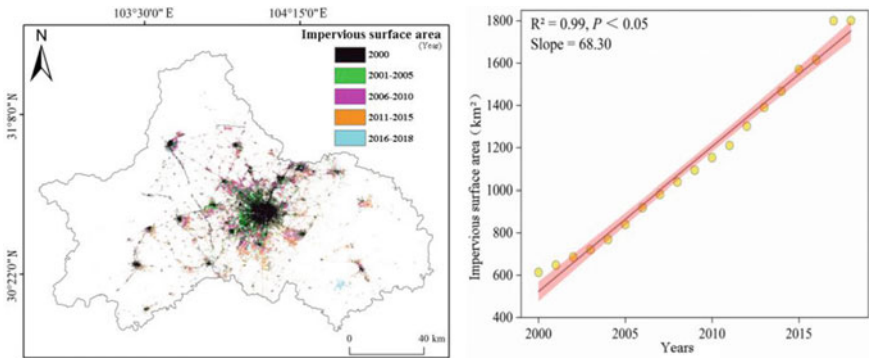 103°30′0″E 104°15′0″E
N
Impervious surface area
(Year)
2000
2001-2005
2006-2010
2011-2015
2016-2018
31°8′0″N
30°22′0″N
0 40 km
R² = 0.99, P < 0.05
Slope = 68.30
Impervious surface area（km²）
1800
1600
1400
1200
1000
800
600
400
2000 2005 2010 2015
Years